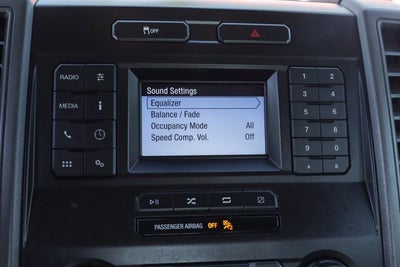 OFF
RADIO
Sound Settings
1 2
Equalizer
3 4
MEDIA
i
Balance / Fade
5 6
Occupancy Mode All
7 8
Speed Comp. Vol. Off
9 0
* #
PASSENGER AIRBAG OFF